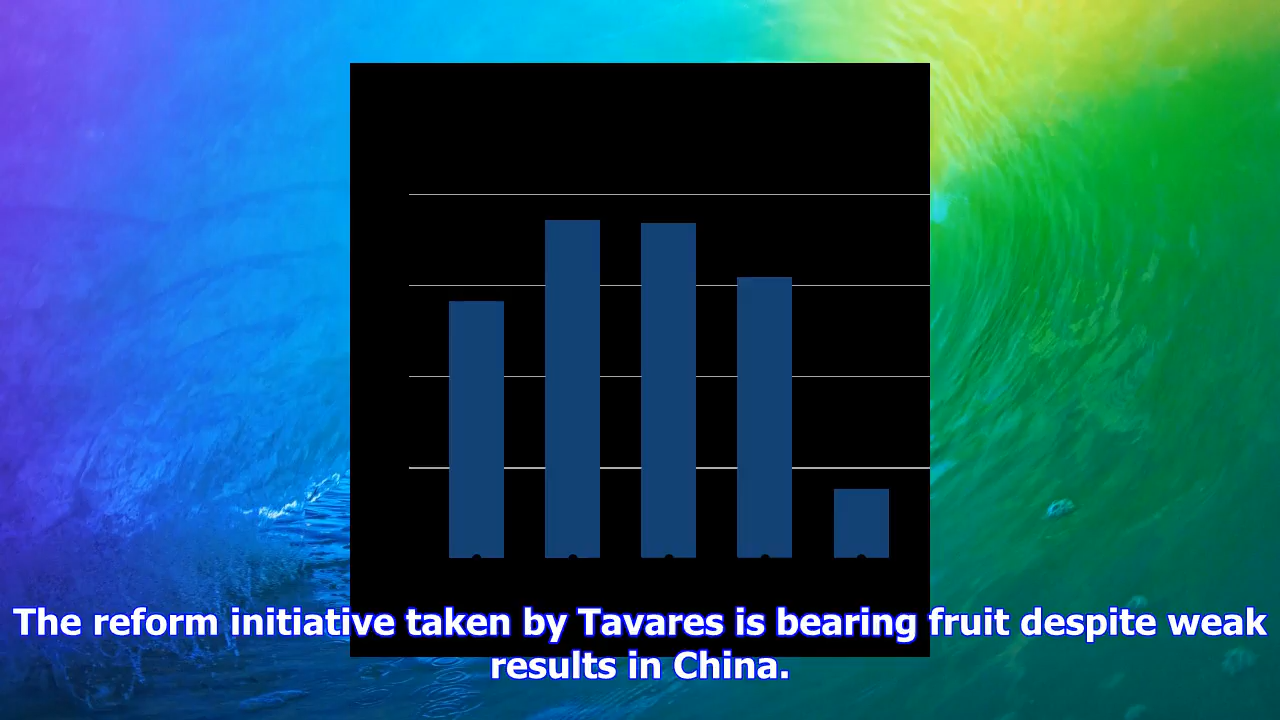 The reform initiative taken by Tavares is bearing fruit despite weak
results in China.